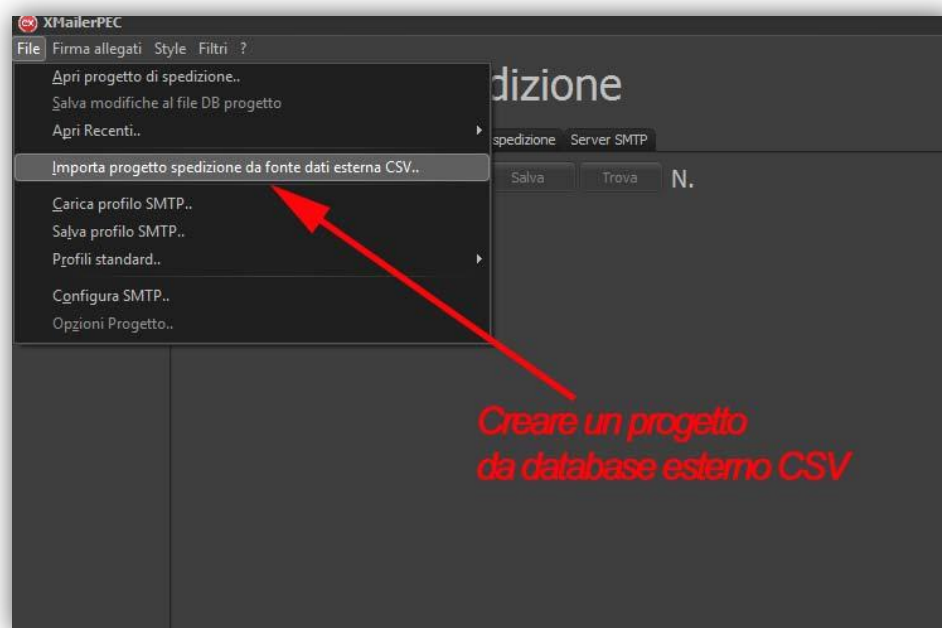 XMailerPEC
File Firma allegati Style Filtri ?
Apri progetto di spedizione..
Salva modifiche al file DB progetto
Apri Recenti..
Importa progetto spedizione da fonte dati esterna CSV..
Carica profilo SMTP..
Salva profilo SMTP..
Profili standard..
Configura SMTP..
Opzioni Progetto..
dizione
spedizione Server SMTP
Salva Trova N.
Creare un progetto
da database esterno CSV